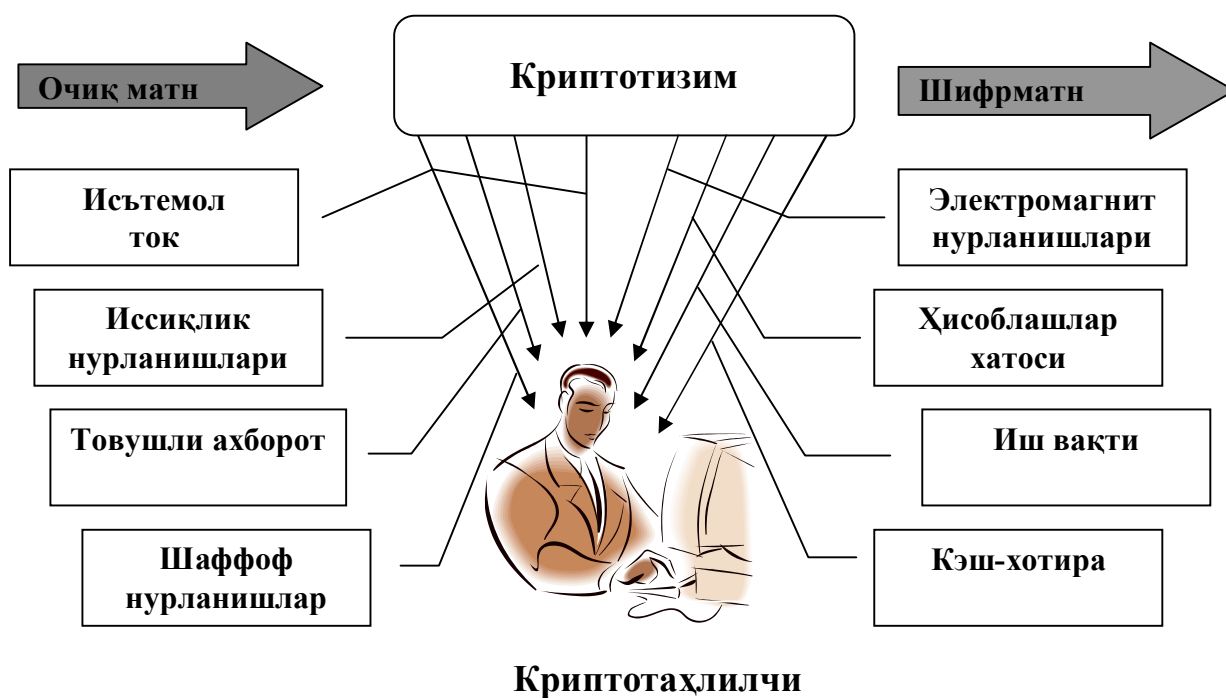 Очиқ матн
Криптотизим
Шифрматн
Исътемол
ток
Электромагнит
нурланишлари
Иссиқлик
нурланишлари
Ҳисоблашлар
хатоси
Товушли ахборот
Иш вақти
Шаффоф
нурланишлар
Кэш-хотира
Криптотаҳлилчи